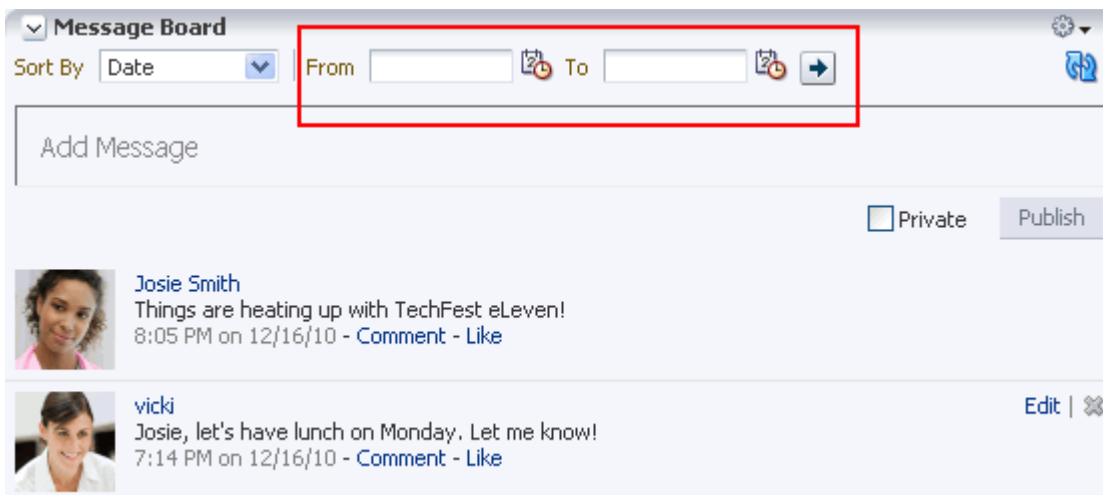 Message Board
Sort By Date From To
Add Message
Private Publish
Josie Smith
Things are heating up with TechFest eLeven!
8:05 PM on 12/16/10 - Comment - Like
vicki Edit |
Josie, let's have lunch on Monday. Let me know!
7:14 PM on 12/16/10 - Comment - Like